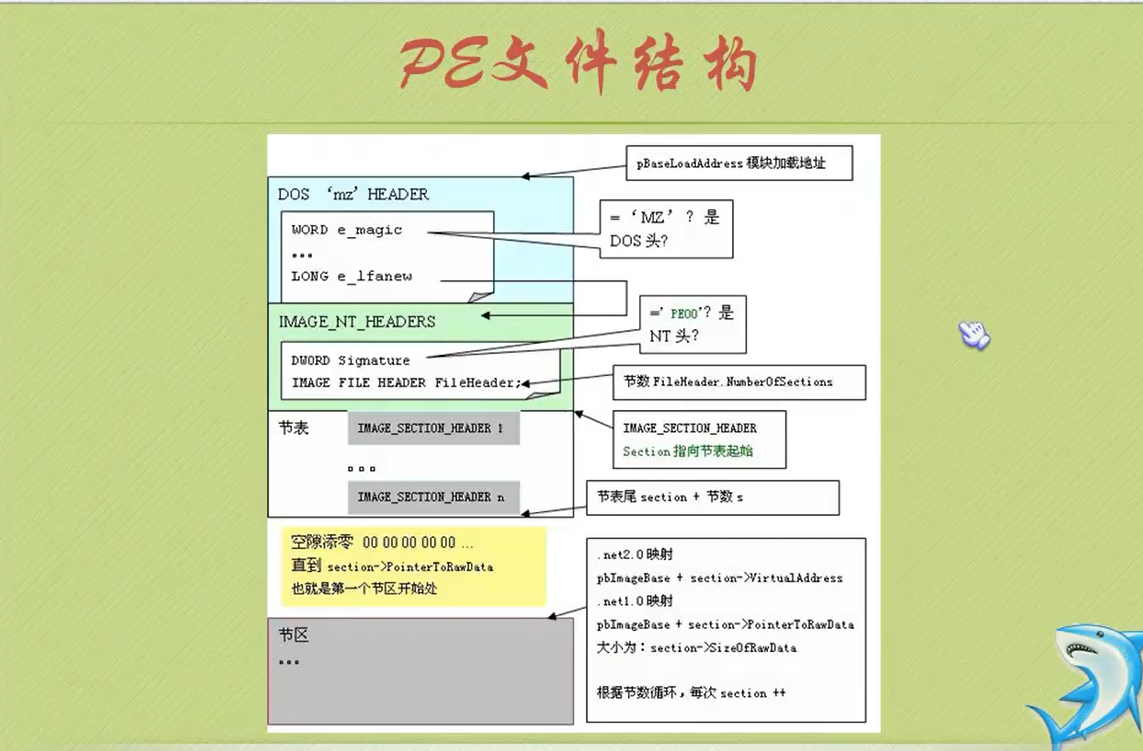 PE文件结构
pBaseLoadAddress 模块加载地址
DOS ‘mz’ HEADER
WORD e_magic
...
LONG e_lfanew
= ‘MZ’ ? 是
DOS 头?
IMAGE_NT_HEADERS
DWORD Signature
IMAGE FILE HEADER FileHeader;
=' PE00'? 是
NT 头?
节数 FileHeader.NumberOfSections
节表
IMAGE_SECTION_HEADER 1
。。。
IMAGE_SECTION_HEADER n
IMAGE_SECTION_HEADER
Section 指向节表起始
节表尾 section + 节数 s
空隙添零 00 00 00 00 00 ...
直到 section->PointerToRawData
也就是第一个节区开始处
.net2.0 映射
pbImageBase + section->VirtualAddress
.net1.0 映射
pbImageBase + section->PointerToRawData
大小为: section->SizeOfRawData
根据节数循环, 每次 section ++
节区
...